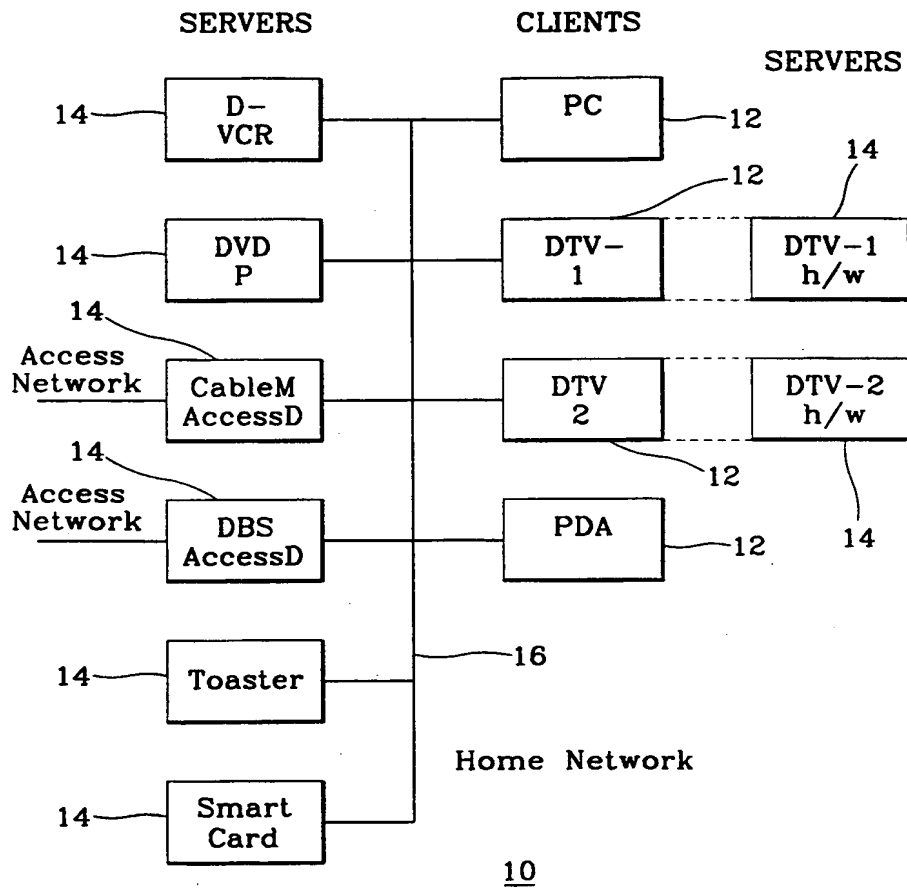 SERVERS
CLIENTS
SERVERS
14
D-
VCR
PC
12
14
DVD
P
12
DTV-
1
14
DTV-1
h/w
Access
Network
14
CableM
AccessD
DTV
2
12
DTV-2
h/w
14
Access
Network
14
DBS
AccessD
PDA
12
14
Toaster
16
Home Network
14
Smart
Card
10